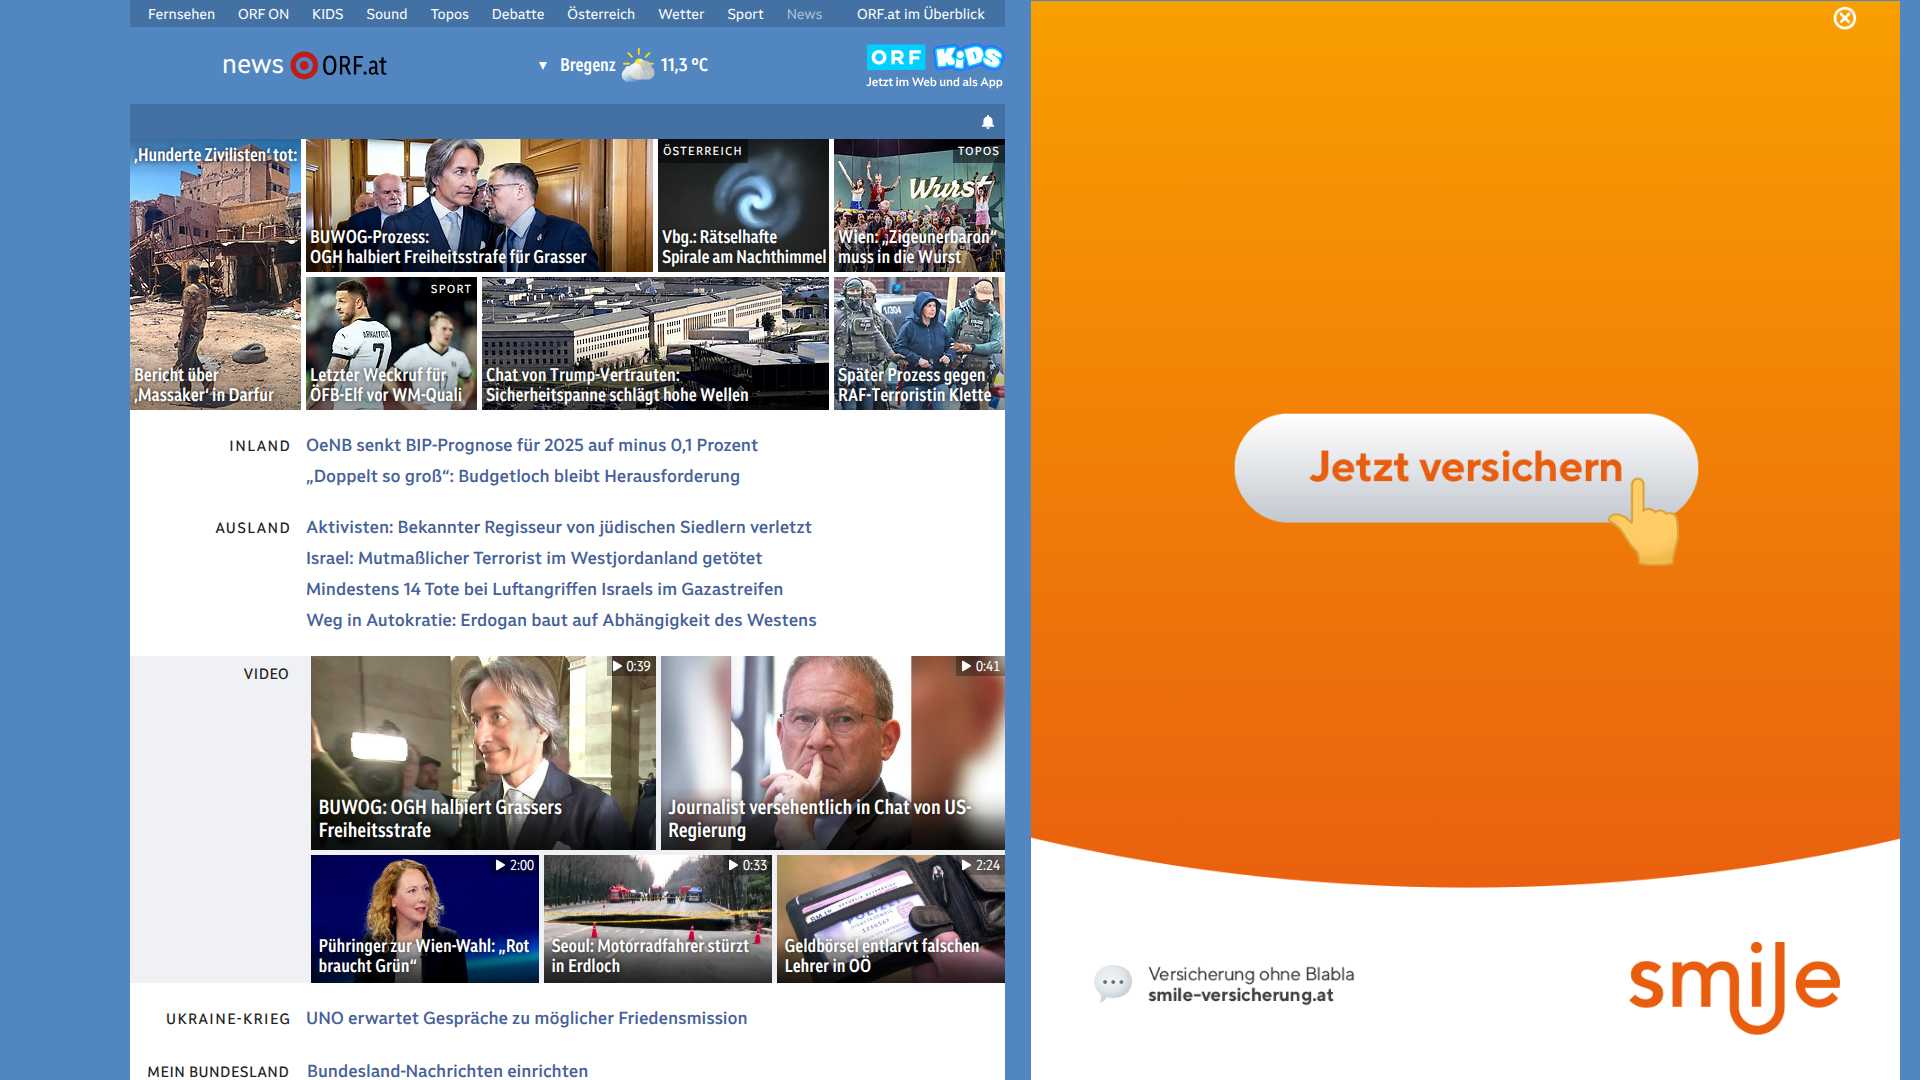 Fernsehen ORF ON KIDS Sound Topos Debatte Österreich Wetter Sport News ORF.at im Überblick
news ORF.at
▼ Bregenz 11,3 °C
ORF KiDS
Jetzt im Web und als App
‚Hunderte Zivilisten‘ tot:
Bericht über
‚Massaker‘ in Darfur
BUWOG-Prozess:
OGH halbiert Freiheitsstrafe für Grasser
ÖSTERREICH
Vbg.: Rätselhafte
Spirale am Nachthimmel
TOPOS
Wurst
Wien: „Zigeunerbaron“
muss in die Wurst
SPORT
ARNAUTOVIC
7
Letzter Weckruf für
ÖFB-Elf vor WM-Quali
Chat von Trump-Vertrauten:
Sicherheitspanne schlägt hohe Wellen
Später Prozess gegen
RAF-Terroristin Klette
INLAND
OeNB senkt BIP-Prognose für 2025 auf minus 0,1 Prozent
„Doppelt so groß“: Budgetloch bleibt Herausforderung
AUSLAND
Aktivisten: Bekannter Regisseur von jüdischen Siedlern verletzt
Israel: Mutmaßlicher Terrorist im Westjordanland getötet
Mindestens 14 Tote bei Luftangriffen Israels im Gazastreifen
Weg in Autokratie: Erdogan baut auf Abhängigkeit des Westens
VIDEO
0:39
BUWOG: OGH halbiert Grassers
Freiheitsstrafe
0:41
Journalist versehentlich in Chat von US-
Regierung
2:00
Pühringer zur Wien-Wahl: „Rot
braucht Grün“
0:33
Seoul: Motorradfahrer stürzt
in Erdloch
2:24
POLIZEI
Geldbörsel entlarvt falschen
Lehrer in OÖ
UKRAINE-KRIEG
UNO erwartet Gespräche zu möglicher Friedensmission
MEIN BUNDESLAND
Bundesland-Nachrichten einrichten
Jetzt versichern
Versicherung ohne Blabla
smile-versicherung.at
smile